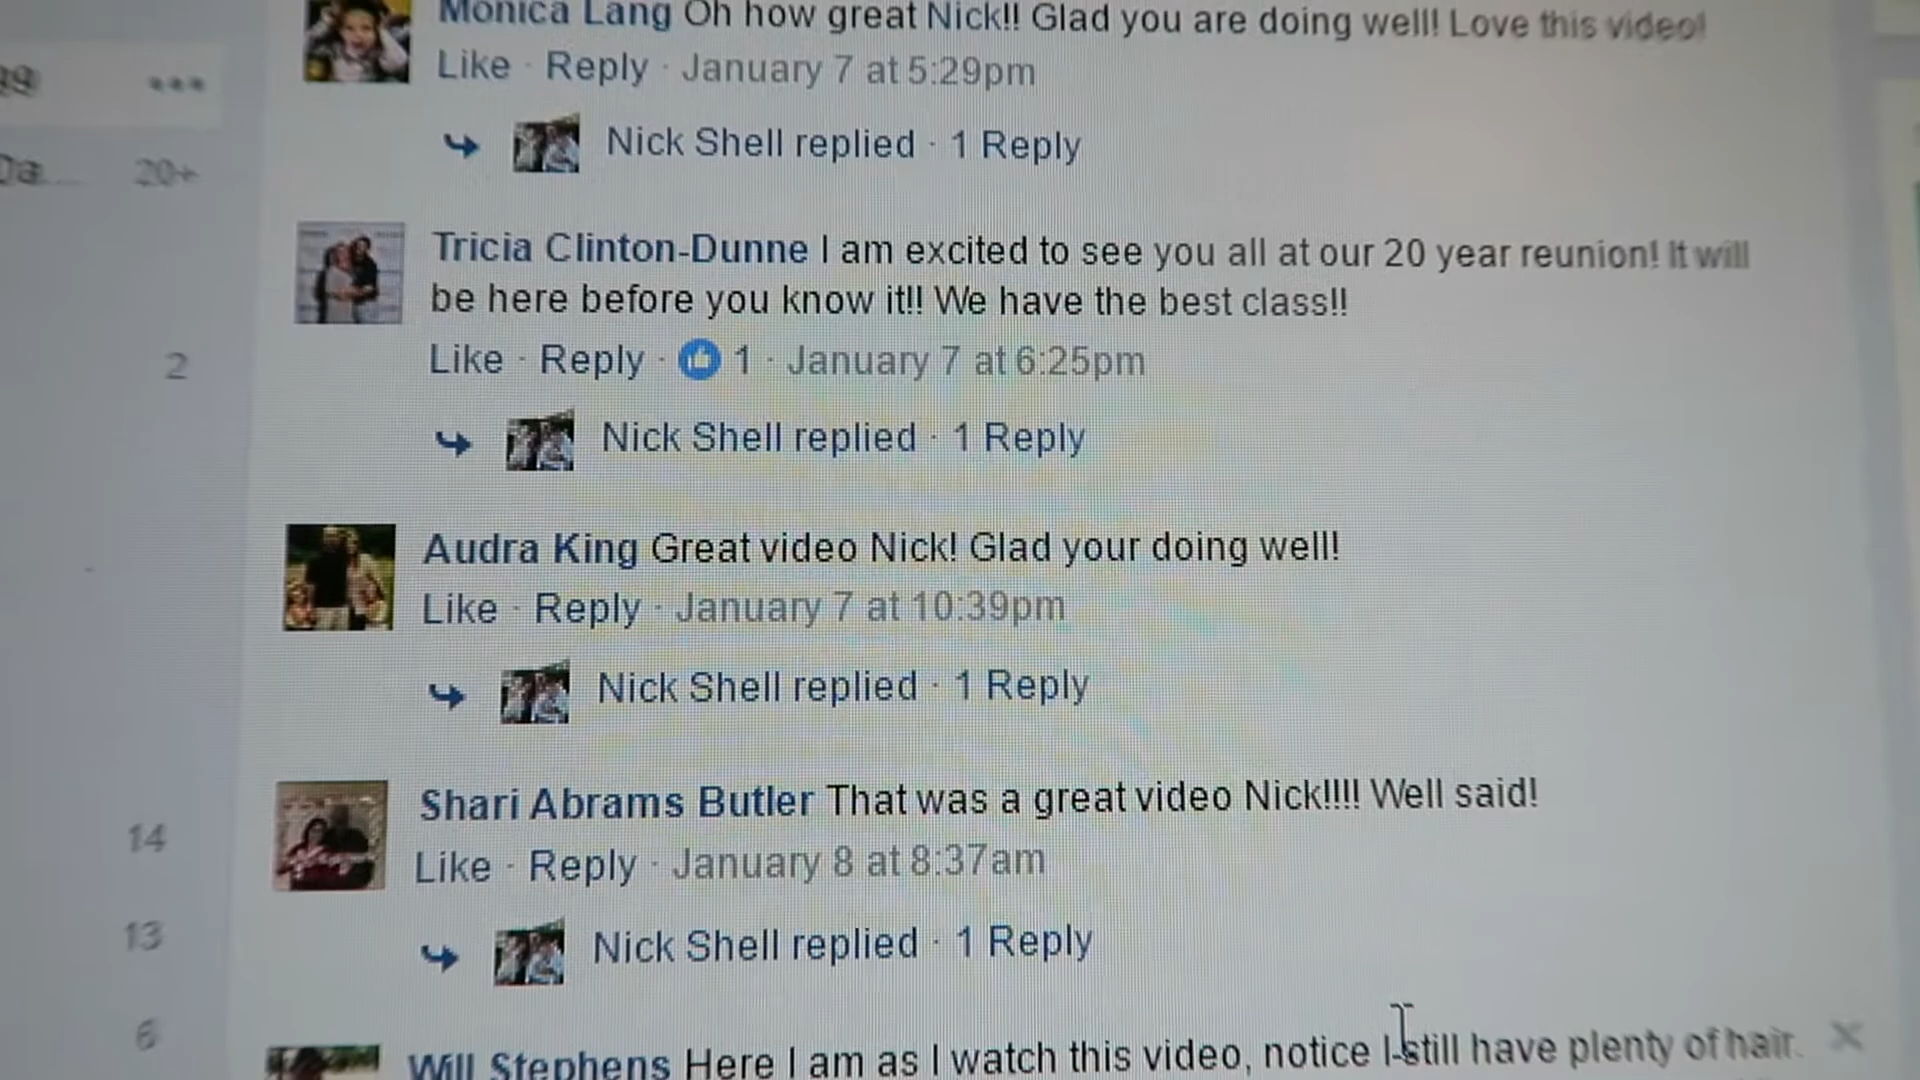 Monica Lang Oh how great Nick!! Glad you are doing well! Love this video!
Like · Reply · January 7 at 5:29pm
Nick Shell replied · 1 Reply
20+
Tricia Clinton-Dunne I am excited to see you all at our 20 year reunion! It will
be here before you know it!! We have the best class!!
2
Like · Reply · 1 · January 7 at 6:25pm
Nick Shell replied · 1 Reply
Audra King Great video Nick! Glad your doing well!
Like · Reply · January 7 at 10:39pm
Nick Shell replied · 1 Reply
Shari Abrams Butler That was a great video Nick!!!! Well said!
14
Like · Reply · January 8 at 8:37am
13
Nick Shell replied · 1 Reply
6
Will Stephens Here I am as I watch this video, notice I still have plenty of hair.